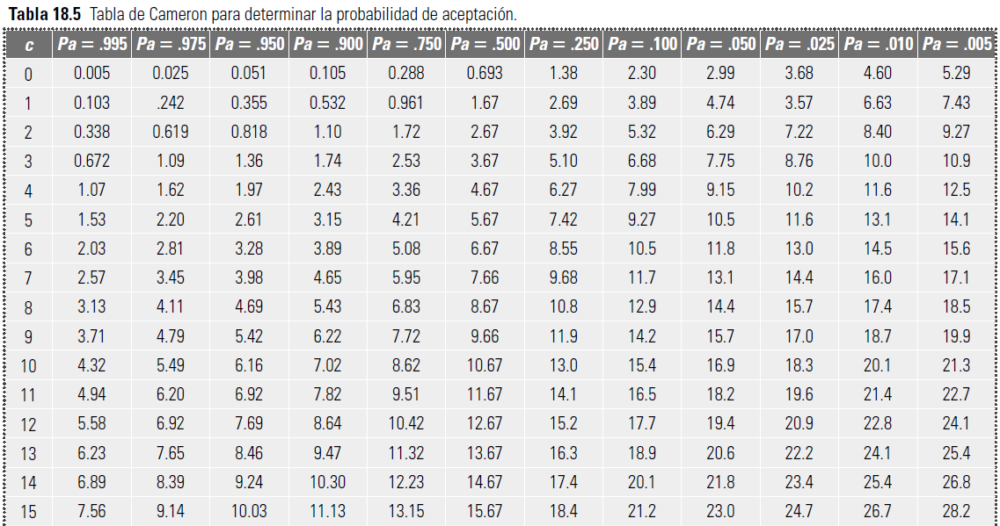 Tabla 18.5 Tabla de Cameron para determinar la probabilidad de aceptación.
c Pa = .995 Pa = .975 Pa = .950 Pa = .900 Pa = .750 Pa = .500 Pa = .250 Pa = .100 Pa = .050 Pa = .025 Pa = .010 Pa = .005
0 0.005 0.025 0.051 0.105 0.288 0.693 1.38 2.30 2.99 3.68 4.60 5.29
1 0.103 .242 0.355 0.532 0.961 1.67 2.69 3.89 4.74 3.57 6.63 7.43
2 0.338 0.619 0.818 1.10 1.72 2.67 3.92 5.32 6.29 7.22 8.40 9.27
3 0.672 1.09 1.36 1.74 2.53 3.67 5.10 6.68 7.75 8.76 10.0 10.9
4 1.07 1.62 1.97 2.43 3.36 4.67 6.27 7.99 9.15 10.2 11.6 12.5
5 1.53 2.20 2.61 3.15 4.21 5.67 7.42 9.27 10.5 11.6 13.1 14.1
6 2.03 2.81 3.28 3.89 5.08 6.67 8.55 10.5 11.8 13.0 14.5 15.6
7 2.57 3.45 3.98 4.65 5.95 7.66 9.68 11.7 13.1 14.4 16.0 17.1
8 3.13 4.11 4.69 5.43 6.83 8.67 10.8 12.9 14.4 15.7 17.4 18.5
9 3.71 4.79 5.42 6.22 7.72 9.66 11.9 14.2 15.7 17.0 18.7 19.9
10 4.32 5.49 6.16 7.02 8.62 10.67 13.0 15.4 16.9 18.3 20.1 21.3
11 4.94 6.20 6.92 7.82 9.51 11.67 14.1 16.5 18.2 19.6 21.4 22.7
12 5.58 6.92 7.69 8.64 10.42 12.67 15.2 17.7 19.4 20.9 22.8 24.1
13 6.23 7.65 8.46 9.47 11.32 13.67 16.3 18.9 20.6 22.2 24.1 25.4
14 6.89 8.39 9.24 10.30 12.23 14.67 17.4 20.1 21.8 23.4 25.4 26.8
15 7.56 9.14 10.03 11.13 13.15 15.67 18.4 21.2 23.0 24.7 26.7 28.2